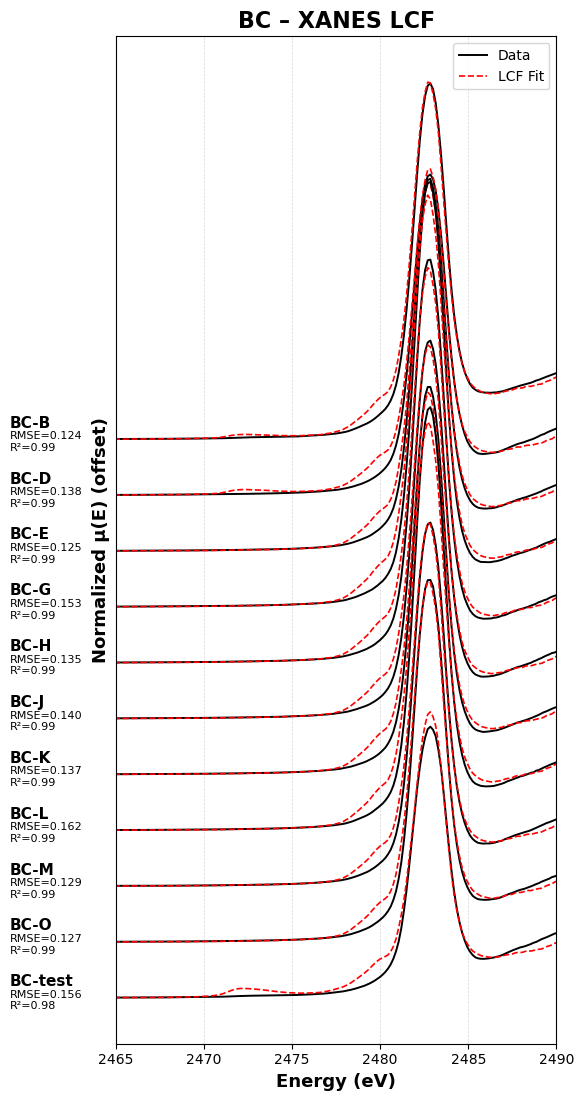 BC – XANES LCF
Data
LCF Fit
BC-B
RMSE=0.124
R²=0.99
BC-D
RMSE=0.138
R²=0.99
BC-E
RMSE=0.125
R²=0.99
BC-G
RMSE=0.153
R²=0.99
BC-H
RMSE=0.135
R²=0.99
BC-J
RMSE=0.140
R²=0.99
BC-K
RMSE=0.137
R²=0.99
BC-L
RMSE=0.162
R²=0.99
BC-M
RMSE=0.129
R²=0.99
BC-O
RMSE=0.127
R²=0.99
BC-test
RMSE=0.156
R²=0.98
Normalized μ(E) (offset)
2465 2470 2475 2480 2485 2490
Energy (eV)